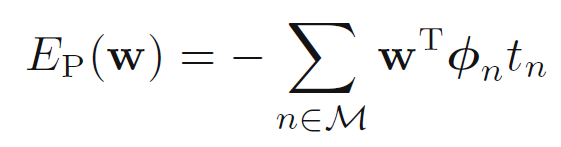 E_P(𝐰) = − ∑_{n∈ℳ} 𝐰^T ϕ_n t_n